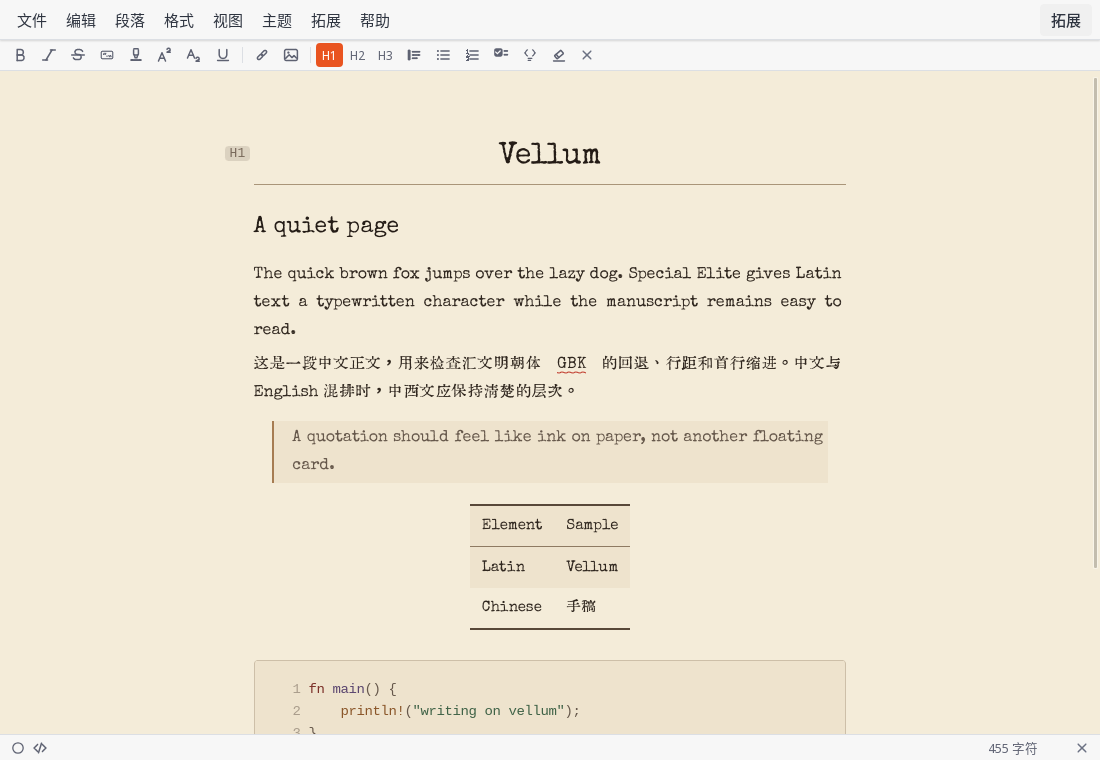 文件 编辑 段落 格式 视图 主题 拓展 帮助 拓展
H1 H2 H3
H1
Vellum
A quiet page
The quick brown fox jumps over the lazy dog. Special Elite gives Latin
text a typewritten character while the manuscript remains easy to
read.
这是一段中文正文，用来检查汇文明朝体 GBK 的回退、行距和首行缩进。中文与
English 混排时，中西文应保持清楚的层次。
A quotation should feel like ink on paper, not another floating
card.
Element Sample
Latin Vellum
Chinese 手稿
1 fn main() {
2 println!("writing on vellum");
3 }
455 字符